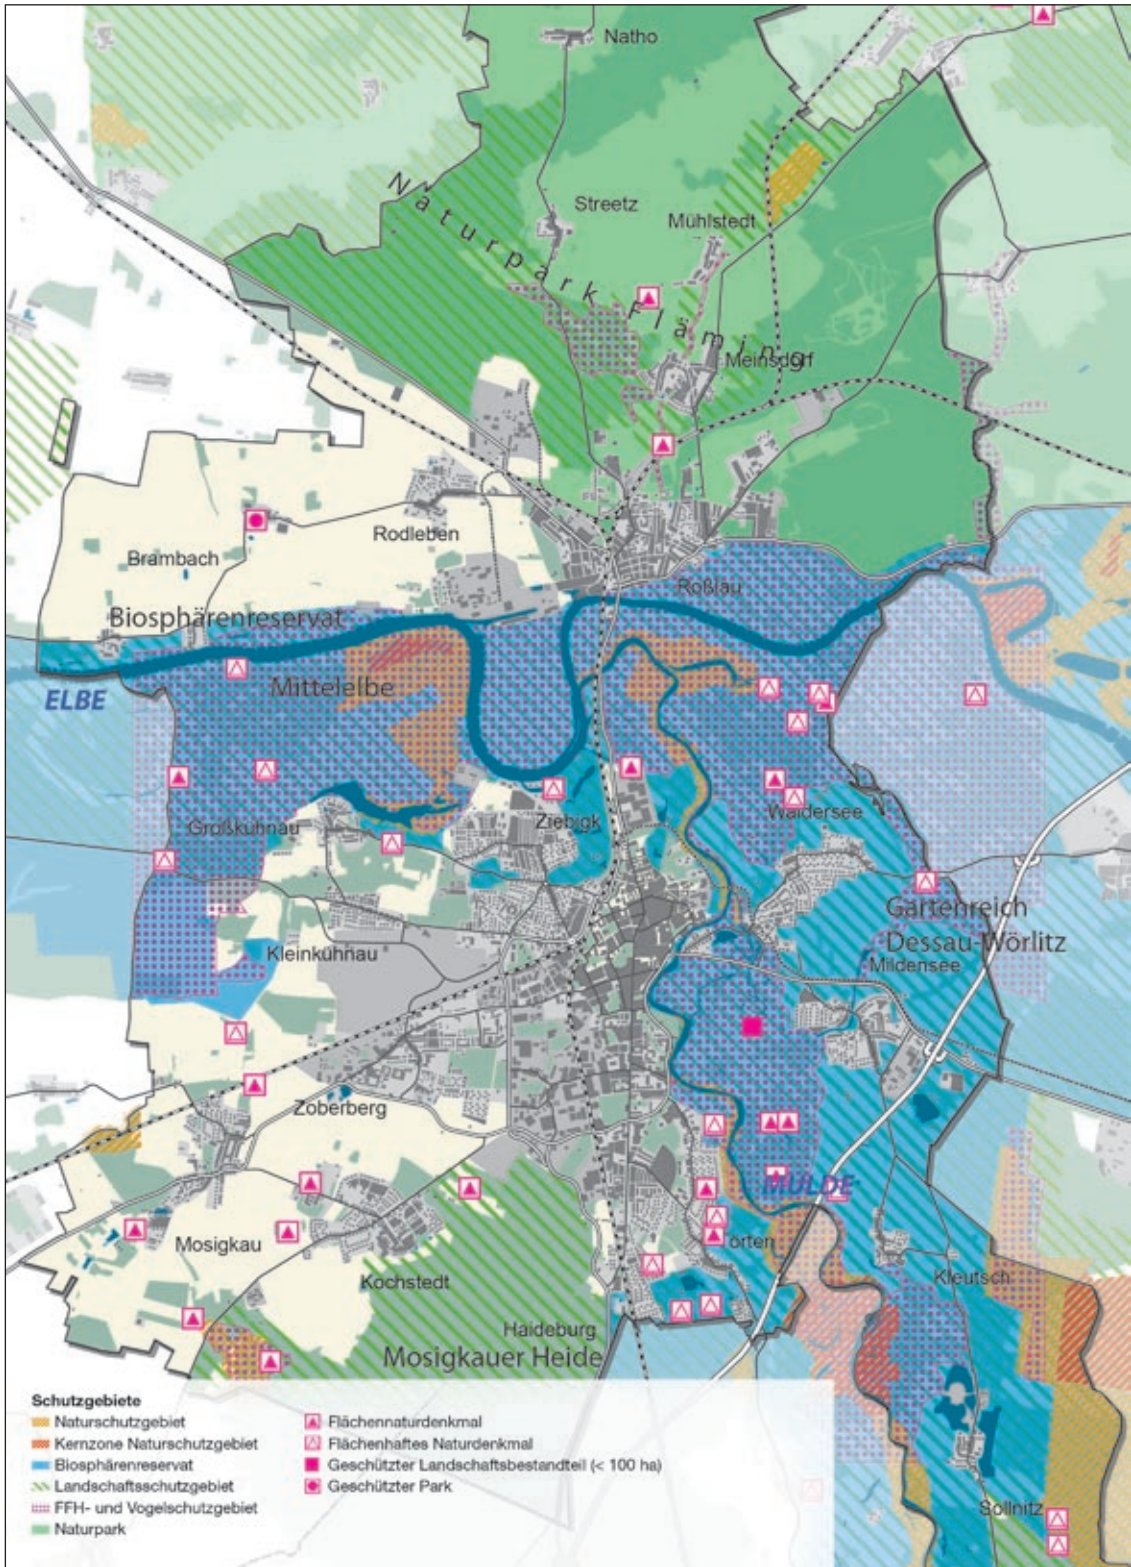 Natho
Streetz
Mühlstedt
Naturpark Fläming
Meinsdorf
Rodleben
Brambach
Roßlau
Biosphärenreservat
Mittelelbe
ELBE
Großkühnau
Ziebigk
Waldersee
Gartenreich
Dessau-Wörlitz
Mildensee
Kleinkühnau
Zoberberg
MULDE
Mosigkau
örten
Kochstedt
Kleutsch
Haideburg
Mosigkauer Heide
Schutzgebiete
Naturschutzgebiet
Kernzone Naturschutzgebiet
Biosphärenreservat
Landschaftsschutzgebiet
FFH- und Vogelschutzgebiet
Naturpark
Flächennaturdenkmal
Flächenhaftes Naturdenkmal
Geschützter Landschaftsbestandteil (< 100 ha)
Geschützter Park
Sollnitz